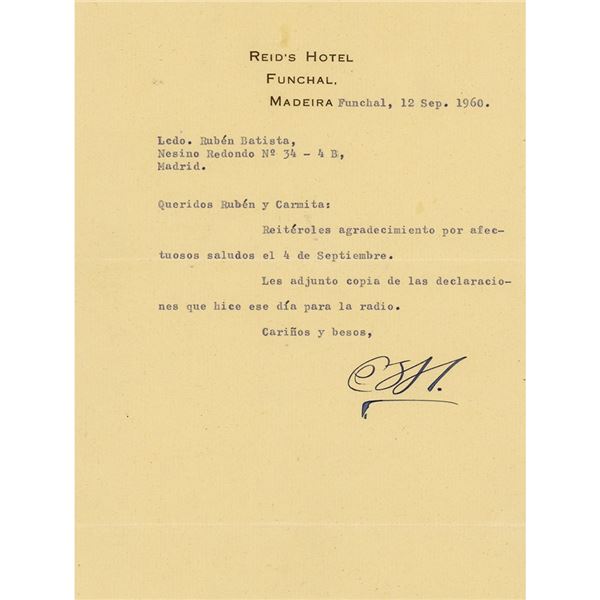 REID'S HOTEL
FUNCHAL.
MADEIRA Funchal, 12 Sep. 1960.
Lcdo. Rubén Batista,
Nesino Redondo Nº 34 - 4 B,
Madrid.
Queridos Rubén y Carmita:
Reitéroles agradecimiento por afec-
tuosos saludos el 4 de Septiembre.
Les adjunto copia de las declaracio-
nes que hice ese día para la radio.
Cariños y besos,